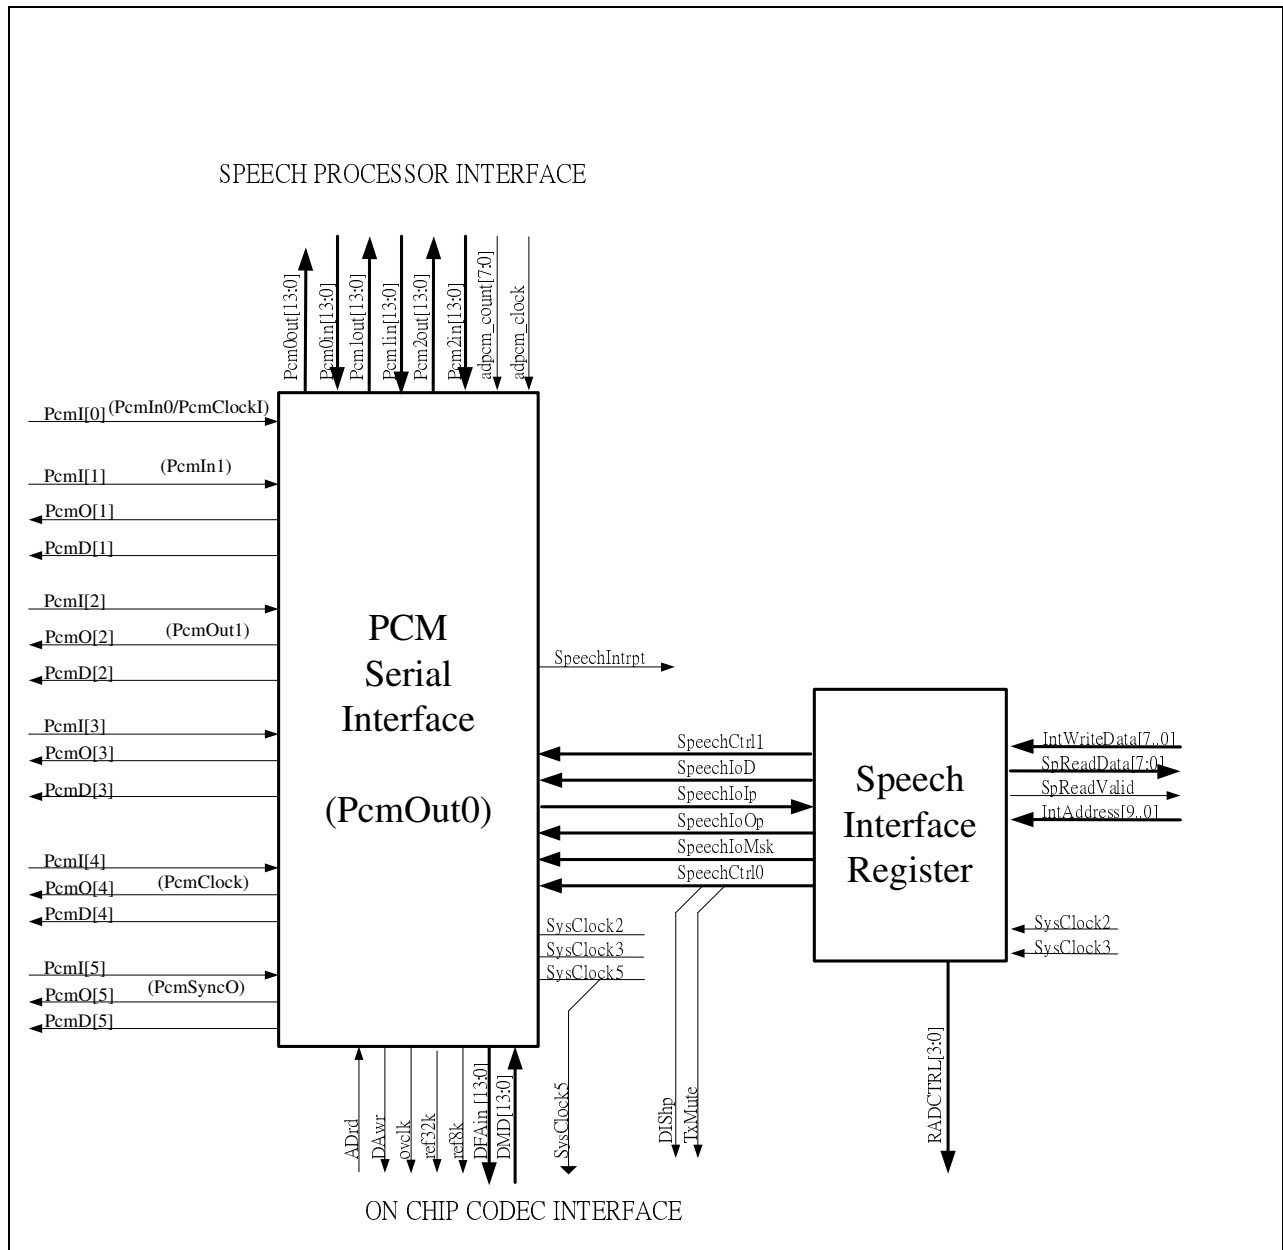 SPEECH PROCESSOR INTERFACE
Pcm0out[13:0]
Pcm0in[13:0]
Pcm1out[13:0]
Pcm1in[13:0]
Pcm2out[13:0]
Pcm2in[13:0]
adpcm_count[7:0]
adpcm_clock
PcmI[0] (PcmIn0/PcmClockI)
PcmI[1] (PcmIn1)
PcmO[1]
PcmD[1]
PcmI[2]
PcmO[2] (PcmOut1)
PcmD[2]
PcmI[3]
PcmO[3]
PcmD[3]
PcmI[4]
PcmO[4] (PcmClock)
PcmD[4]
PcmI[5]
PcmO[5] (PcmSyncO)
PcmD[5]
PCM
Serial
Interface
(PcmOut0)
SpeechIntrpt
SpeechCtrl1
SpeechIoD
SpeechIoIp
SpeechIoOp
SpeechIoMsk
SpeechCtrl0
SysClock2
SysClock3
SysClock5
Speech
Interface
Register
IntWriteData[7..0]
SpReadData[7:0]
SpReadValid
IntAddress[9..0]
SysClock2
SysClock3
ADrd
DAwr
ovclk
ref32k
ref8k
DFAin [13:0]
DMD[13:0]
SysClock5
DIShp
TxMute
RADCTRL[3:0]
ON CHIP CODEC INTERFACE